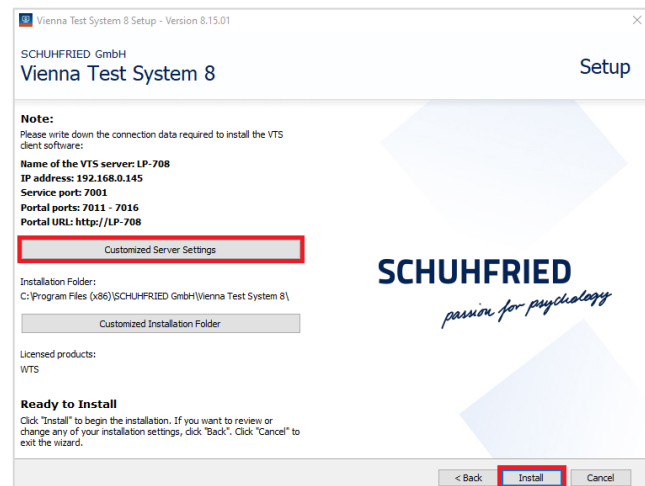 Vienna Test System 8 Setup - Version 8.15.01
SCHUHFRIED GmbH
Vienna Test System 8
Setup
Note:
Please write down the connection data required to install the VTS
client software:
Name of the VTS server: LP-708
IP address: 192.168.0.145
Service port: 7001
Portal ports: 7011 - 7016
Portal URL: http://LP-708
Customized Server Settings
Installation Folder:
C:\Program Files (x86)\SCHUHFRIED GmbH\Vienna Test System 8\
Customized Installation Folder
Licensed products:
WTS
SCHUHFRIED
passion for psychology
Ready to Install
Click "Install" to begin the installation. If you want to review or
change any of your installation settings, click "Back". Click "Cancel" to
exit the wizard.
< Back
Install
Cancel